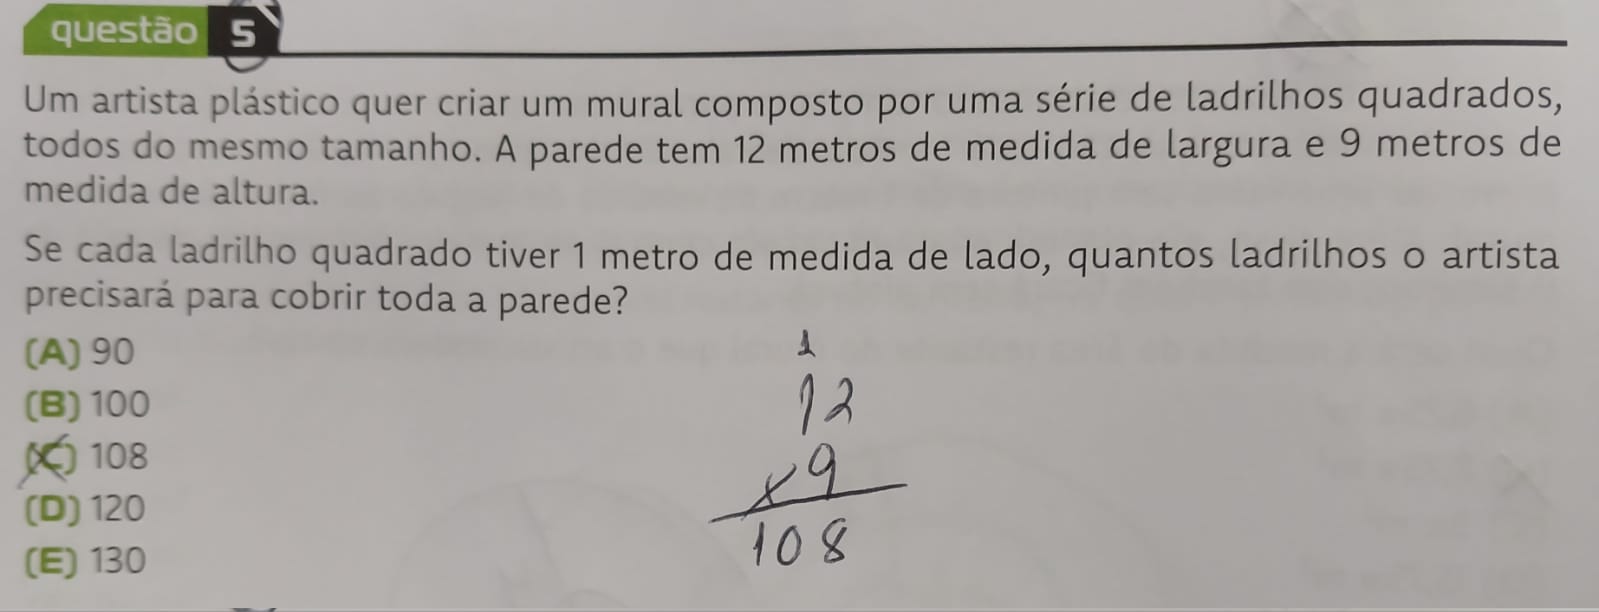 questão 5
Um artista plástico quer criar um mural composto por uma série de ladrilhos quadrados,
todos do mesmo tamanho. A parede tem 12 metros de medida de largura e 9 metros de
medida de altura.
Se cada ladrilho quadrado tiver 1 metro de medida de lado, quantos ladrilhos o artista
precisará para cobrir toda a parede?
(A) 90
(B) 100
(C) 108
(D) 120
(E) 130
1
12
x9
108